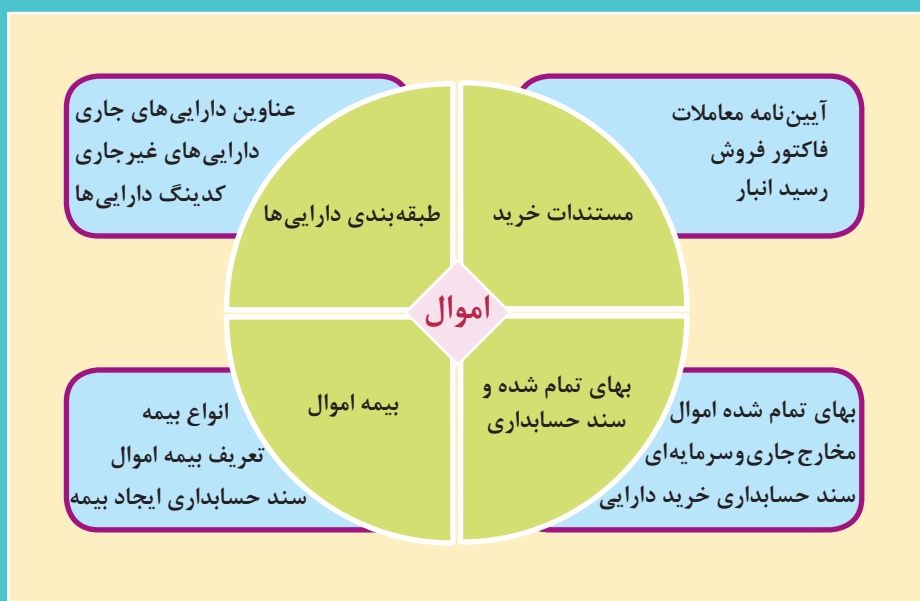 آیین‌نامه معاملات
فاکتور فروش
رسید انبار
مستندات خرید
عناوین دارایی‌های جاری
دارایی‌های غیرجاری
کدینگ دارایی‌ها
طبقه‌بندی دارایی‌ها
اموال
بهای تمام شده اموال
مخارج جاری و سرمایه‌ای
سند حسابداری خرید دارایی
بهای تمام شده و
سند حسابداری
بیمه اموال
انواع بیمه
تعریف بیمه اموال
سند حسابداری ایجاد بیمه